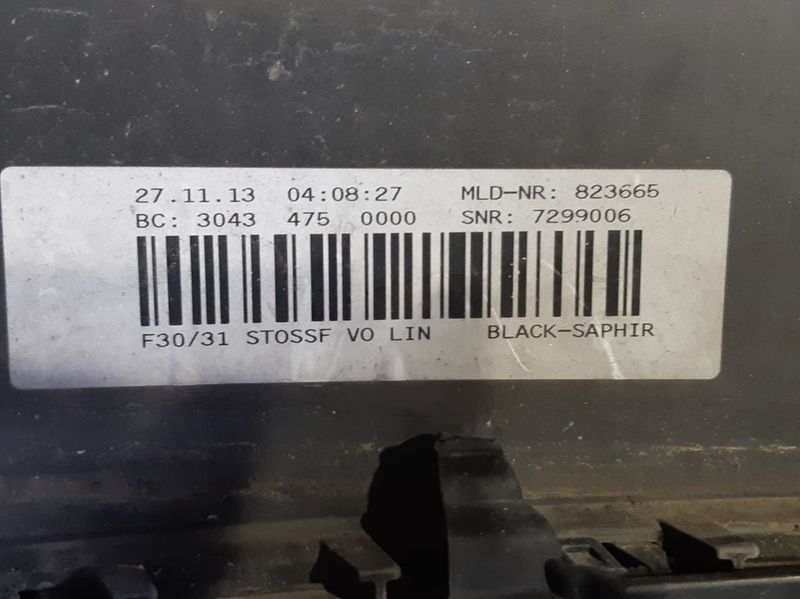 27.11.13 04:08:27 MLD-NR: 823665
BC: 3043 475 0000 SNR: 7299006
F30/31 STOSSF VO LIN BLACK-SAPHIR